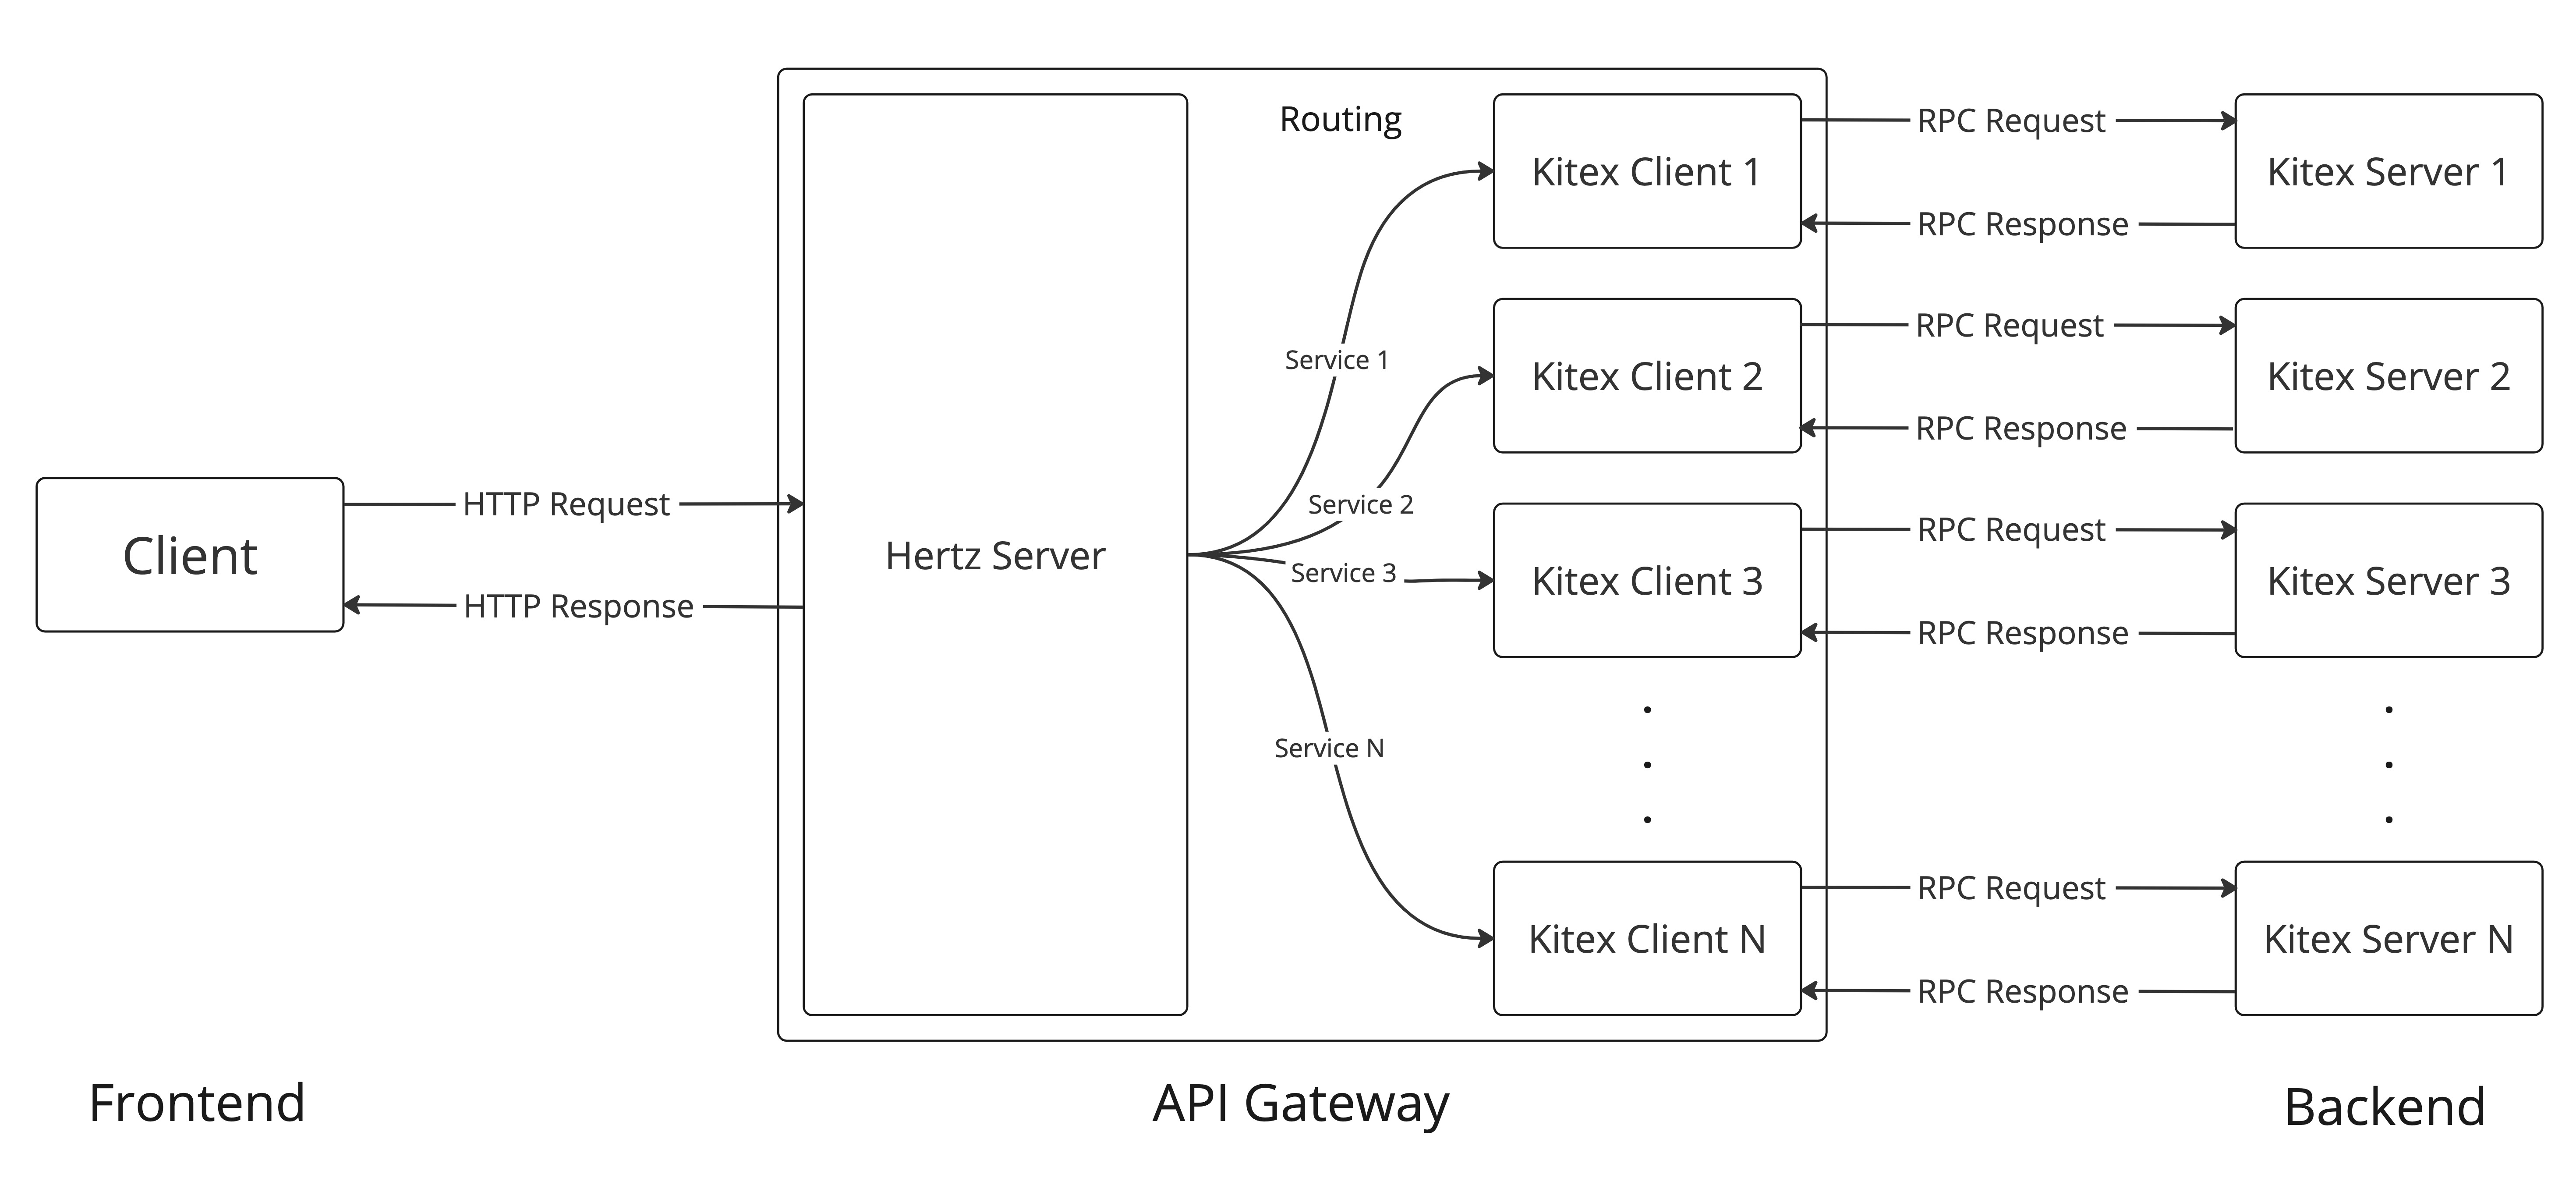 Routing
Kitex Client 1
RPC Request
RPC Response
Kitex Server 1
Service 1
Kitex Client 2
RPC Request
RPC Response
Kitex Server 2
Client
HTTP Request
HTTP Response
Hertz Server
Service 2
Service 3
Kitex Client 3
RPC Request
RPC Response
Kitex Server 3
Service N
Kitex Client N
RPC Request
RPC Response
Kitex Server N
Frontend
API Gateway
Backend